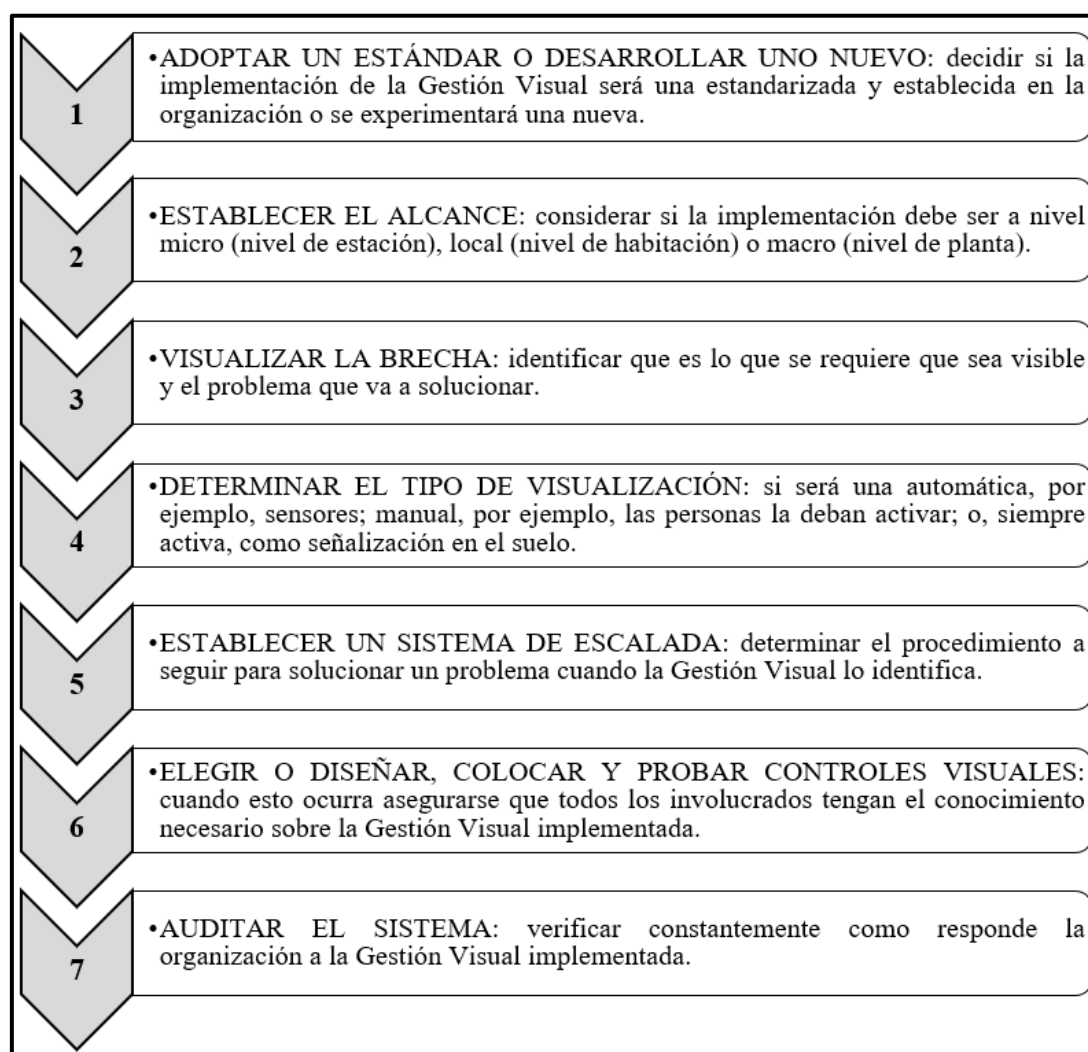 1
•ADOPTAR UN ESTÁNDAR O DESARROLLAR UNO NUEVO: decidir si la
implementación de la Gestión Visual será una estandarizada y establecida en la
organización o se experimentará una nueva.
2
•ESTABLECER EL ALCANCE: considerar si la implementación debe ser a nivel
micro (nivel de estación), local (nivel de habitación) o macro (nivel de planta).
3
•VISUALIZAR LA BRECHA: identificar que es lo que se requiere que sea visible
y el problema que va a solucionar.
4
•DETERMINAR EL TIPO DE VISUALIZACIÓN: si será una automática, por
ejemplo, sensores; manual, por ejemplo, las personas la deban activar; o, siempre
activa, como señalización en el suelo.
5
•ESTABLECER UN SISTEMA DE ESCALADA: determinar el procedimiento a
seguir para solucionar un problema cuando la Gestión Visual lo identifica.
6
•ELEGIR O DISEÑAR, COLOCAR Y PROBAR CONTROLES VISUALES:
cuando esto ocurra asegurarse que todos los involucrados tengan el conocimiento
necesario sobre la Gestión Visual implementada.
7
•AUDITAR EL SISTEMA: verificar constantemente como responde la
organización a la Gestión Visual implementada.